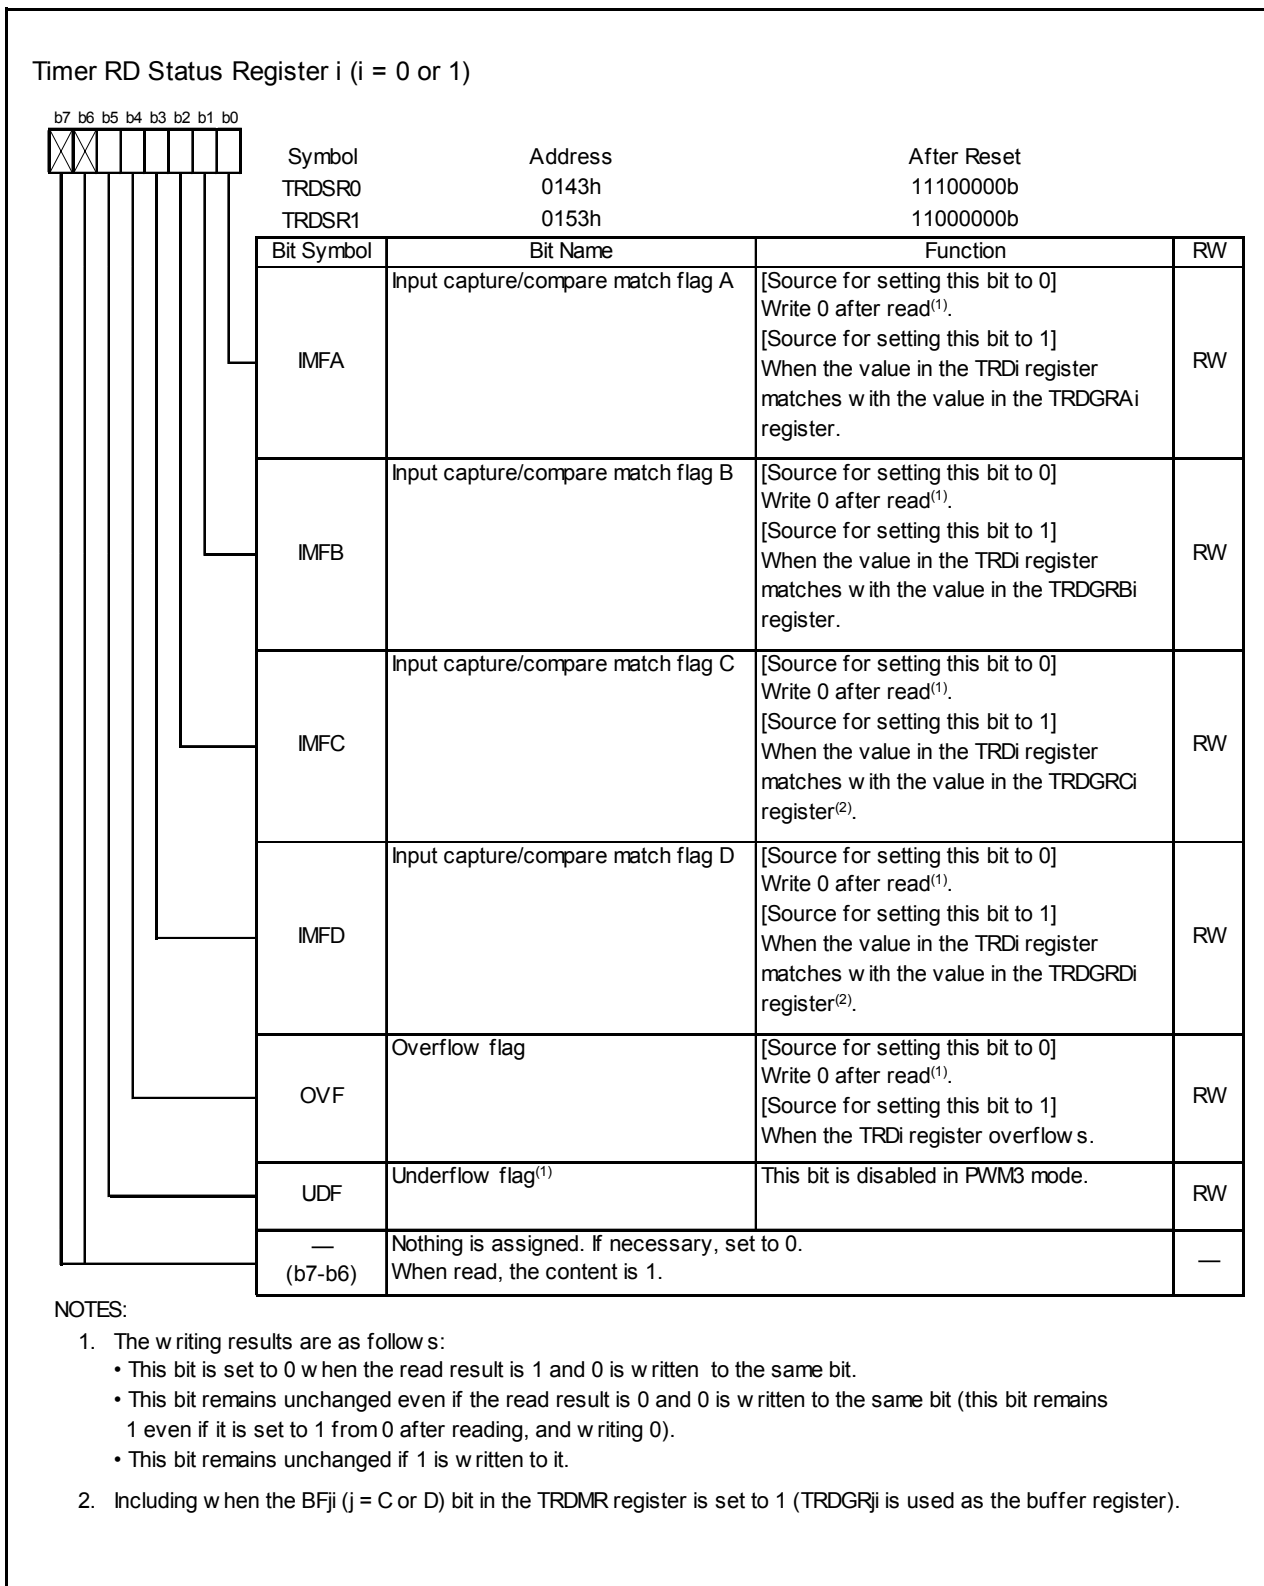 Timer RD Status Register i (i = 0 or 1)
b7 b6 b5 b4 b3 b2 b1 b0
Symbol Address After Reset
TRDSR0 0143h 11100000b
TRDSR1 0153h 11000000b
Bit Symbol Bit Name Function RW
IMFA Input capture/compare match flag A [Source for setting this bit to 0]
Write 0 after read(1).
[Source for setting this bit to 1]
When the value in the TRDi register
matches with the value in the TRDGRAi
register.
RW
IMFB Input capture/compare match flag B [Source for setting this bit to 0]
Write 0 after read(1).
[Source for setting this bit to 1]
When the value in the TRDi register
matches with the value in the TRDGRBi
register.
RW
IMFC Input capture/compare match flag C [Source for setting this bit to 0]
Write 0 after read(1).
[Source for setting this bit to 1]
When the value in the TRDi register
matches with the value in the TRDGRCi
register(2).
RW
IMFD Input capture/compare match flag D [Source for setting this bit to 0]
Write 0 after read(1).
[Source for setting this bit to 1]
When the value in the TRDi register
matches with the value in the TRDGRDi
register(2).
RW
OVF Overflow flag [Source for setting this bit to 0]
Write 0 after read(1).
[Source for setting this bit to 1]
When the TRDi register overflows.
RW
UDF Underflow flag(1) This bit is disabled in PWM3 mode. RW
— (b7-b6) Nothing is assigned. If necessary, set to 0.
When read, the content is 1.
—
NOTES:
1. The writing results are as follows:
• This bit is set to 0 when the read result is 1 and 0 is written to the same bit.
• This bit remains unchanged even if the read result is 0 and 0 is written to the same bit (this bit remains
1 even if it is set to 1 from 0 after reading, and writing 0).
• This bit remains unchanged if 1 is written to it.
2. Including when the BFji (j = C or D) bit in the TRDMR register is set to 1 (TRDGRji is used as the buffer register).